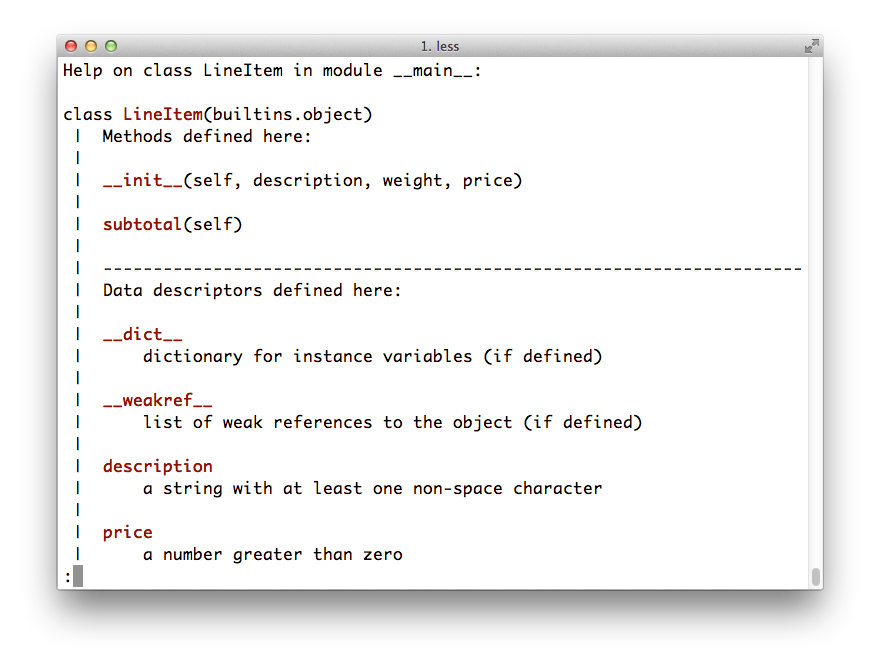 1. less
Help on class LineItem in module __main__:
class LineItem(builtins.object)
 |  Methods defined here:
 |
 |  __init__(self, description, weight, price)
 |
 |  subtotal(self)
 |
 |  ----------------------------------------------------------------------
 |  Data descriptors defined here:
 |
 |  __dict__
 |      dictionary for instance variables (if defined)
 |
 |  __weakref__
 |      list of weak references to the object (if defined)
 |
 |  description
 |      a string with at least one non-space character
 |
 |  price
 |      a number greater than zero
: